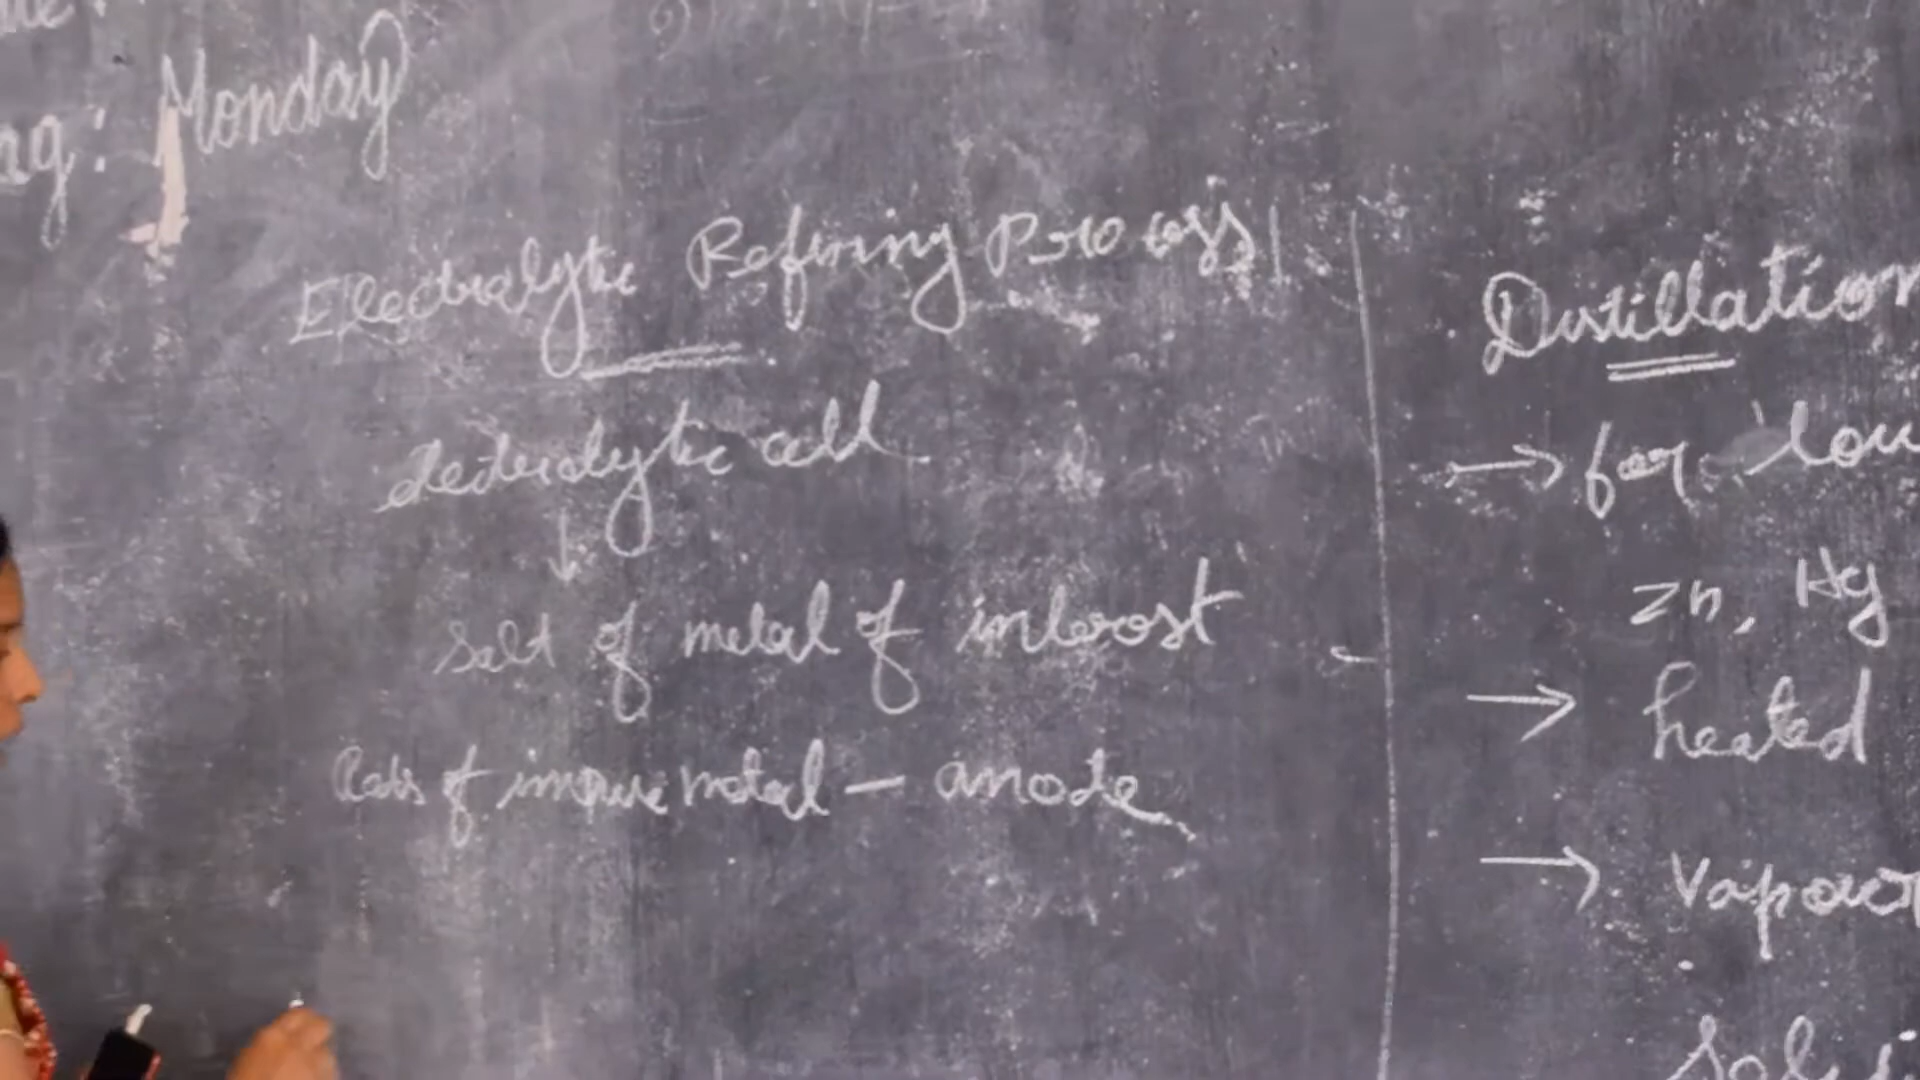 Monday
Electrolytic Refining Process
electrolytic cell
↓
Salt of metal of interest
Rods of impure metal — anode
Distillation
→ for low
Zn, Hg
→ heated
→ Vapour